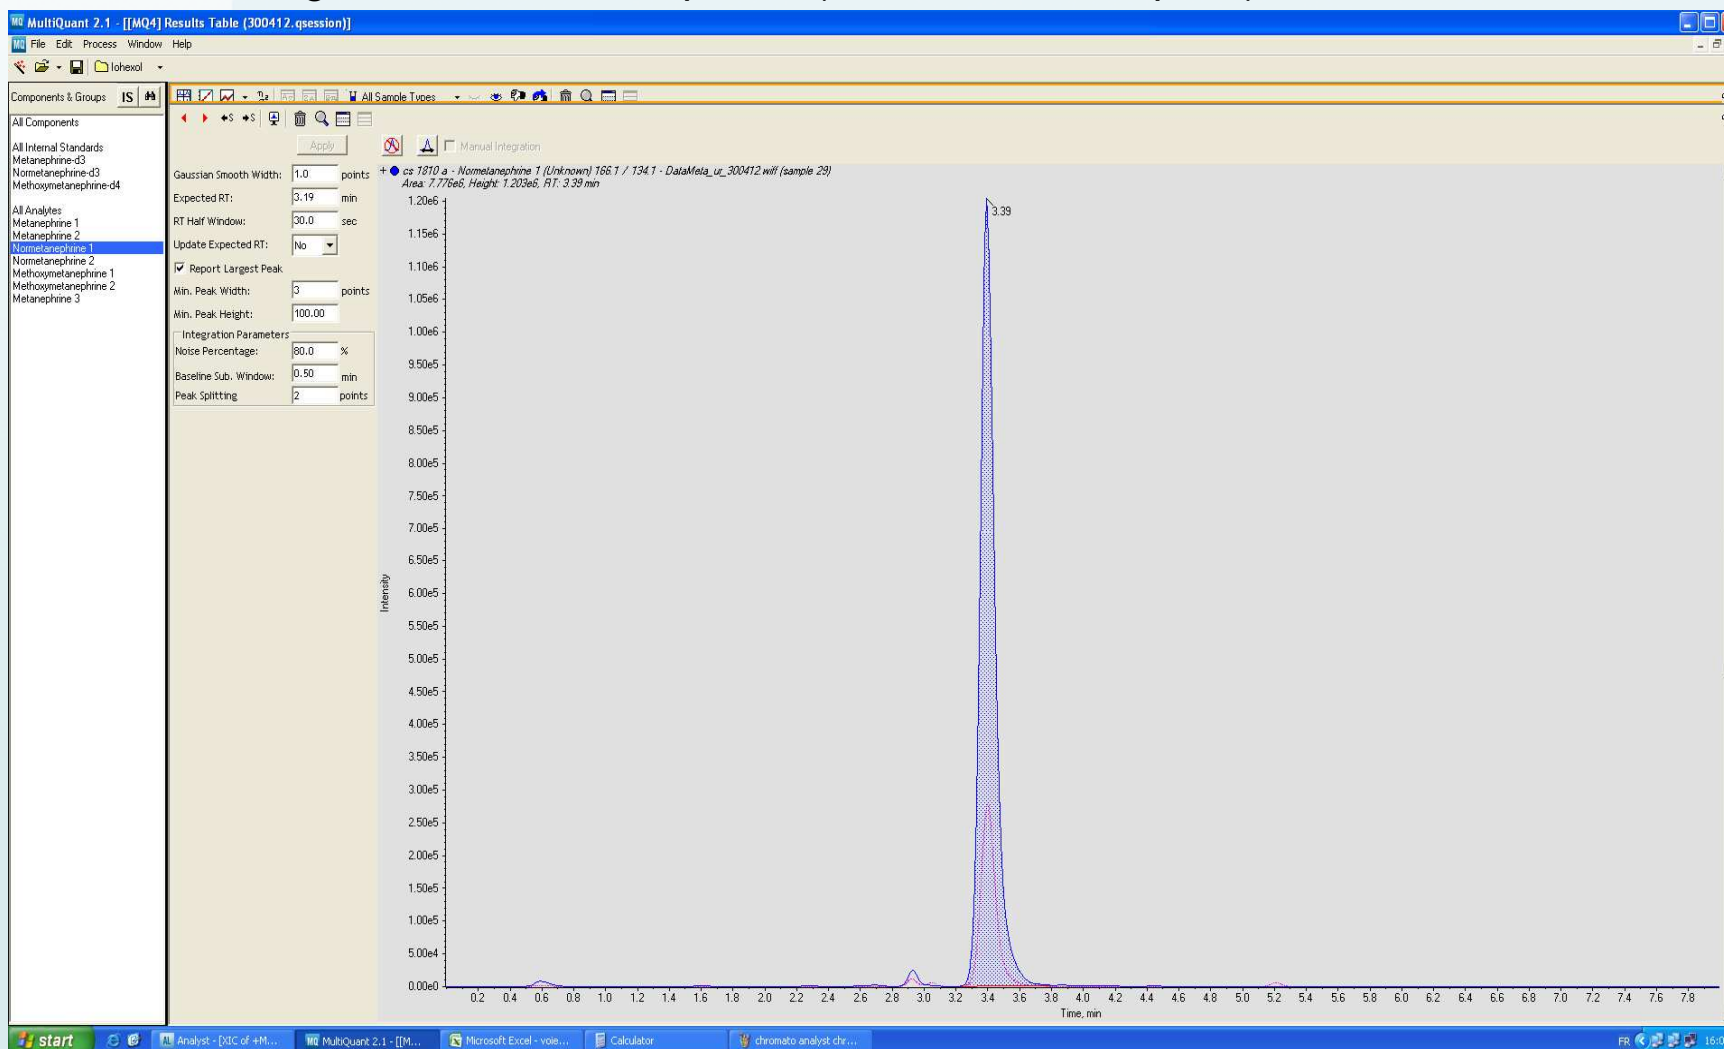 MultiQuant 2.1 - [[MQ4] Results Table (300412.qsession)]
File Edit Process Window Help
Iohexol
Components & Groups IS
All Sample Types
All Components
All Internal Standards
Metanephrine-d3
Normetanephrine-d3
Methoxymetanephrine-d4
All Analytes
Metanephrine 1
Metanephrine 2
Normetanephrine 1
Normetanephrine 2
Methoxymetanephrine 1
Methoxymetanephrine 2
Metanephrine 3
Apply
Manual Integration
Gaussian Smooth Width: 1.0 points
Expected RT: 3.19 min
RT Half Window: 30.0 sec
Update Expected RT: No
Report Largest Peak
Min. Peak Width: 3 points
Min. Peak Height: 100.00
Integration Parameters
Noise Percentage: 80.0 %
Baseline Sub. Window: 0.50 min
Peak Splitting 2 points
cs 1810 a - Normetanephrine 1 (Unknown) 166.1 / 134.1 - DataMeta_ur_300412.wiff (sample 29)
Area: 7.776e6, Height: 1.203e6, RT: 3.39 min
3.39
1.20e6
1.15e6
1.10e6
1.05e6
1.00e6
9.50e5
9.00e5
8.50e5
8.00e5
7.50e5
7.00e5
6.50e5
6.00e5
5.50e5
5.00e5
4.50e5
4.00e5
3.50e5
3.00e5
2.50e5
2.00e5
1.50e5
1.00e5
5.00e4
0.00e0
Intensity
0.2 0.4 0.6 0.8 1.0 1.2 1.4 1.6 1.8 2.0 2.2 2.4 2.6 2.8 3.0 3.2 3.4 3.6 3.8 4.0 4.2 4.4 4.6 4.8 5.0 5.2 5.4 5.6 5.8 6.0 6.2 6.4 6.6 6.8 7.0 7.2 7.4 7.6 7.8
Time, min
start Analyst - [XIC of +M... MultiQuant 2.1 - [[M... Microsoft Excel - voie... Calculator chromato analyst chr... FR 16:0